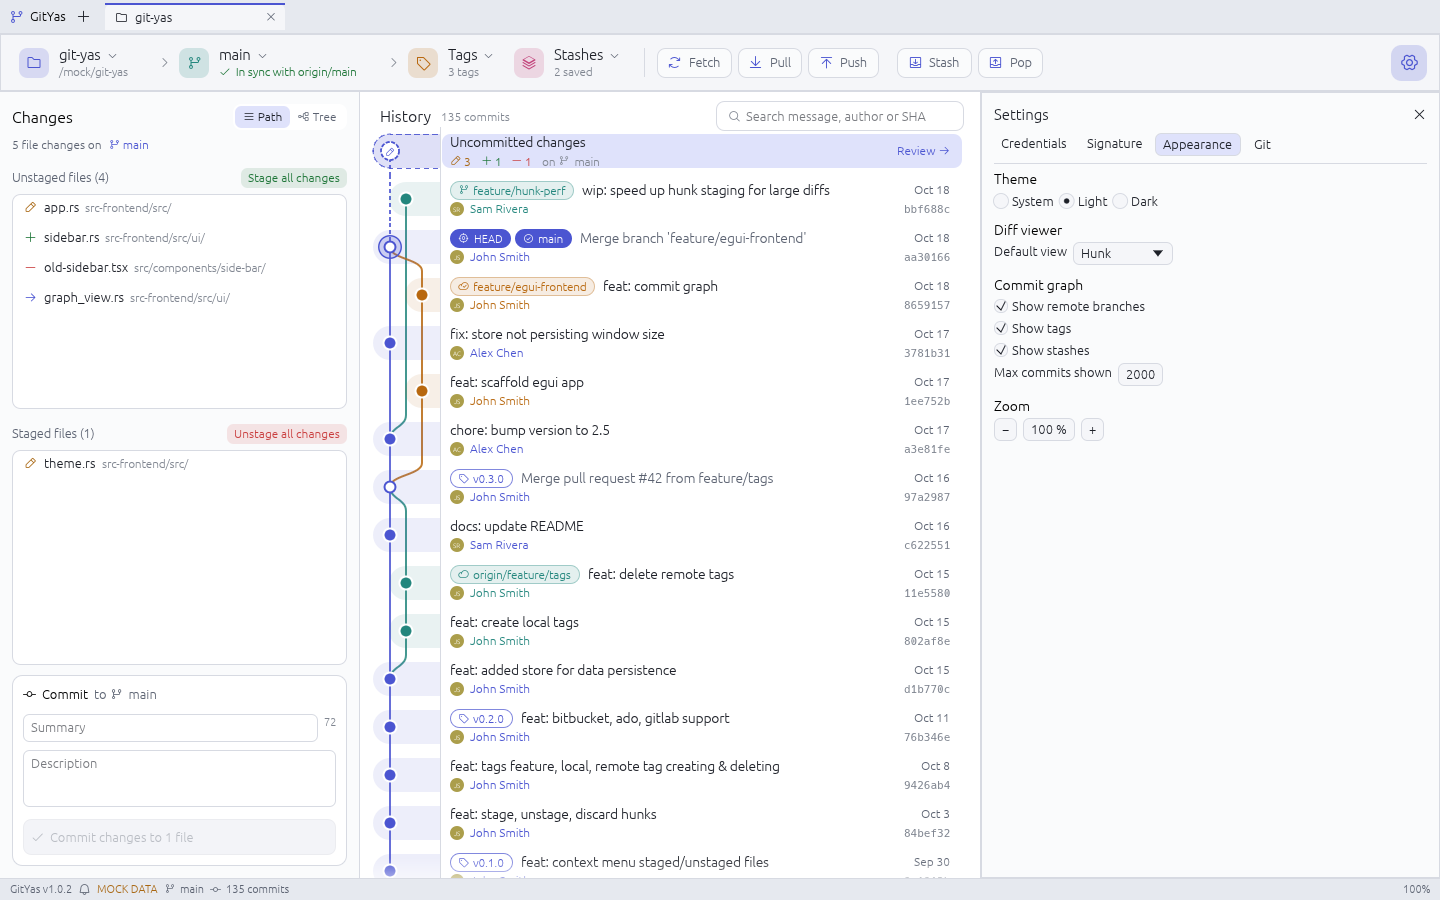 GitYas
git-yas
git-yas
/mock/git-yas
main
In sync with origin/main
Tags
3 tags
Stashes
2 saved
Fetch
Pull
Push
Stash
Pop
Changes
Path
Tree
5 file changes on main
Unstaged files (4)
Stage all changes
app.rs src-frontend/src/
sidebar.rs src-frontend/src/ui/
old-sidebar.tsx src/components/side-bar/
graph_view.rs src-frontend/src/ui/
Staged files (1)
Unstage all changes
theme.rs src-frontend/src/
Commit to main
Summary
72
Description
Commit changes to 1 file
History 135 commits
Search message, author or SHA
Uncommitted changes
3 + 1 − 1 on main
Review →
feature/hunk-perf wip: speed up hunk staging for large diffs Oct 18
SR Sam Rivera bbf688c
HEAD main Merge branch 'feature/egui-frontend' Oct 18
JS John Smith aa30166
feature/egui-frontend feat: commit graph Oct 18
JS John Smith 8659157
fix: store not persisting window size Oct 17
AC Alex Chen 3781b31
feat: scaffold egui app Oct 17
JS John Smith 1ee752b
chore: bump version to 2.5 Oct 17
AC Alex Chen a3e81fe
v0.3.0 Merge pull request #42 from feature/tags Oct 16
JS John Smith 97a2987
docs: update README Oct 16
SR Sam Rivera c622551
origin/feature/tags feat: delete remote tags Oct 15
JS John Smith 11e5580
feat: create local tags Oct 15
JS John Smith 802af8e
feat: added store for data persistence Oct 15
JS John Smith d1b770c
v0.2.0 feat: bitbucket, ado, gitlab support Oct 11
JS John Smith 76b346e
feat: tags feature, local, remote tag creating & deleting Oct 8
JS John Smith 9426ab4
feat: stage, unstage, discard hunks Oct 3
JS John Smith 84bef32
v0.1.0 feat: context menu staged/unstaged files Sep 30
Settings
Credentials
Signature
Appearance
Git
Theme
System
Light
Dark
Diff viewer
Default view Hunk
Commit graph
Show remote branches
Show tags
Show stashes
Max commits shown 2000
Zoom
− 100 % +
GitYas v1.0.2 MOCK DATA main 135 commits
100%